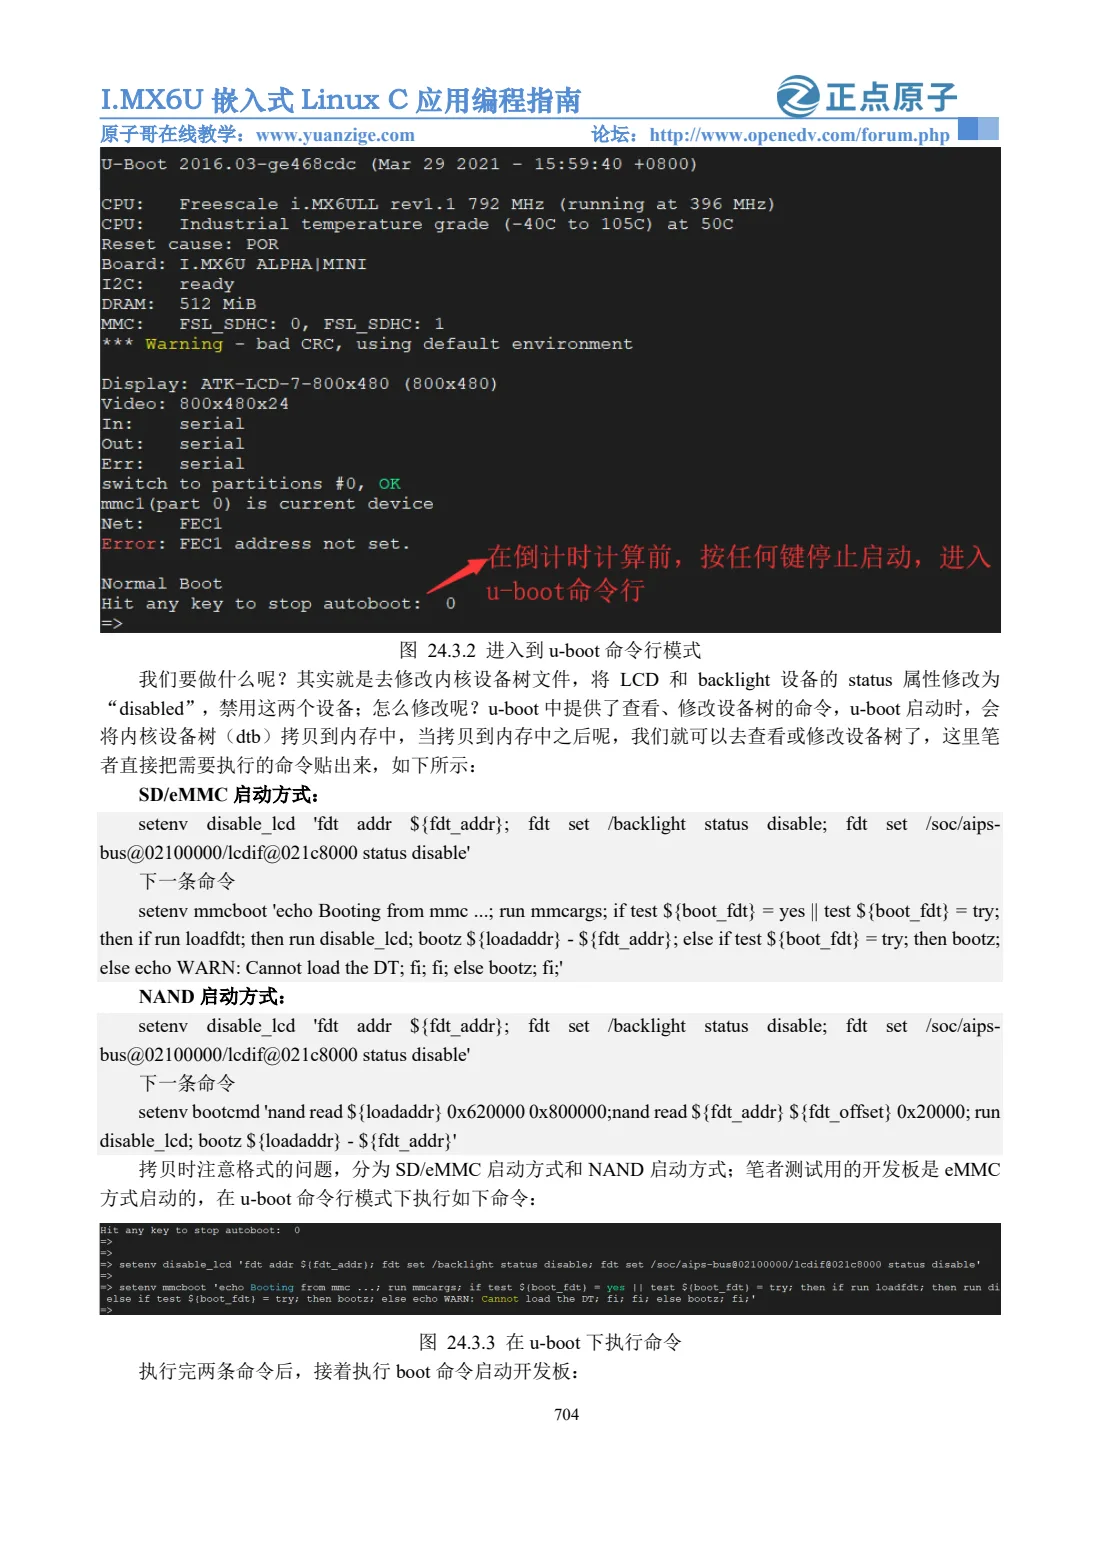 I.MX6U 嵌入式 Linux C 应用编程指南
正点原子
原子哥在线教学：www.yuanzige.com 论坛：http://www.openedv.com/forum.php
U-Boot 2016.03-ge468cdc (Mar 29 2021 - 15:59:40 +0800)
CPU: Freescale i.MX6ULL rev1.1 792 MHz (running at 396 MHz)
CPU: Industrial temperature grade (-40C to 105C) at 50C
Reset cause: POR
Board: I.MX6U ALPHA|MINI
I2C: ready
DRAM: 512 MiB
MMC: FSL_SDHC: 0, FSL_SDHC: 1
*** Warning - bad CRC, using default environment
Display: ATK-LCD-7-800x480 (800x480)
Video: 800x480x24
In: serial
Out: serial
Err: serial
switch to partitions #0, OK
mmc1(part 0) is current device
Net: FEC1
Error: FEC1 address not set.
在倒计时计算前，按任何键停止启动，进入
u-boot命令行
Normal Boot
Hit any key to stop autoboot: 0
=>
图 24.3.2 进入到 u-boot 命令行模式
我们要做什么呢？其实就是去修改内核设备树文件，将 LCD 和 backlight 设备的 status 属性修改为
“disabled”，禁用这两个设备；怎么修改呢？u-boot 中提供了查看、修改设备树的命令，u-boot 启动时，会
将内核设备树（dtb）拷贝到内存中，当拷贝到内存中之后呢，我们就可以去查看或修改设备树了，这里笔
者直接把需要执行的命令贴出来，如下所示：
SD/eMMC 启动方式：
setenv disable_lcd 'fdt addr ${fdt_addr}; fdt set /backlight status disable; fdt set /soc/aips-
bus@02100000/lcdif@021c8000 status disable'
下一条命令
setenv mmcboot 'echo Booting from mmc ...; run mmcargs; if test ${boot_fdt} = yes || test ${boot_fdt} = try;
then if run loadfdt; then run disable_lcd; bootz ${loadaddr} - ${fdt_addr}; else if test ${boot_fdt} = try; then bootz;
else echo WARN: Cannot load the DT; fi; fi; else bootz; fi;'
NAND 启动方式：
setenv disable_lcd 'fdt addr ${fdt_addr}; fdt set /backlight status disable; fdt set /soc/aips-
bus@02100000/lcdif@021c8000 status disable'
下一条命令
setenv bootcmd 'nand read ${loadaddr} 0x620000 0x800000;nand read ${fdt_addr} ${fdt_offset} 0x20000; run
disable_lcd; bootz ${loadaddr} - ${fdt_addr}'
拷贝时注意格式的问题，分为 SD/eMMC 启动方式和 NAND 启动方式；笔者测试用的开发板是 eMMC
方式启动的，在 u-boot 命令行模式下执行如下命令：
Hit any key to stop autoboot: 0
=>
=>
=> setenv disable_lcd 'fdt addr ${fdt_addr}; fdt set /backlight status disable; fdt set /soc/aips-bus@02100000/lcdif@021c8000 status disable'
=>
=> setenv mmcboot 'echo Booting from mmc ...; run mmcargs; if test ${boot_fdt} = yes || test ${boot_fdt} = try; then if run loadfdt; then run di
else if test ${boot_fdt} = try; then bootz; else echo WARN: Cannot load the DT; fi; fi; else bootz; fi;'
=>
图 24.3.3 在 u-boot 下执行命令
执行完两条命令后，接着执行 boot 命令启动开发板：
704